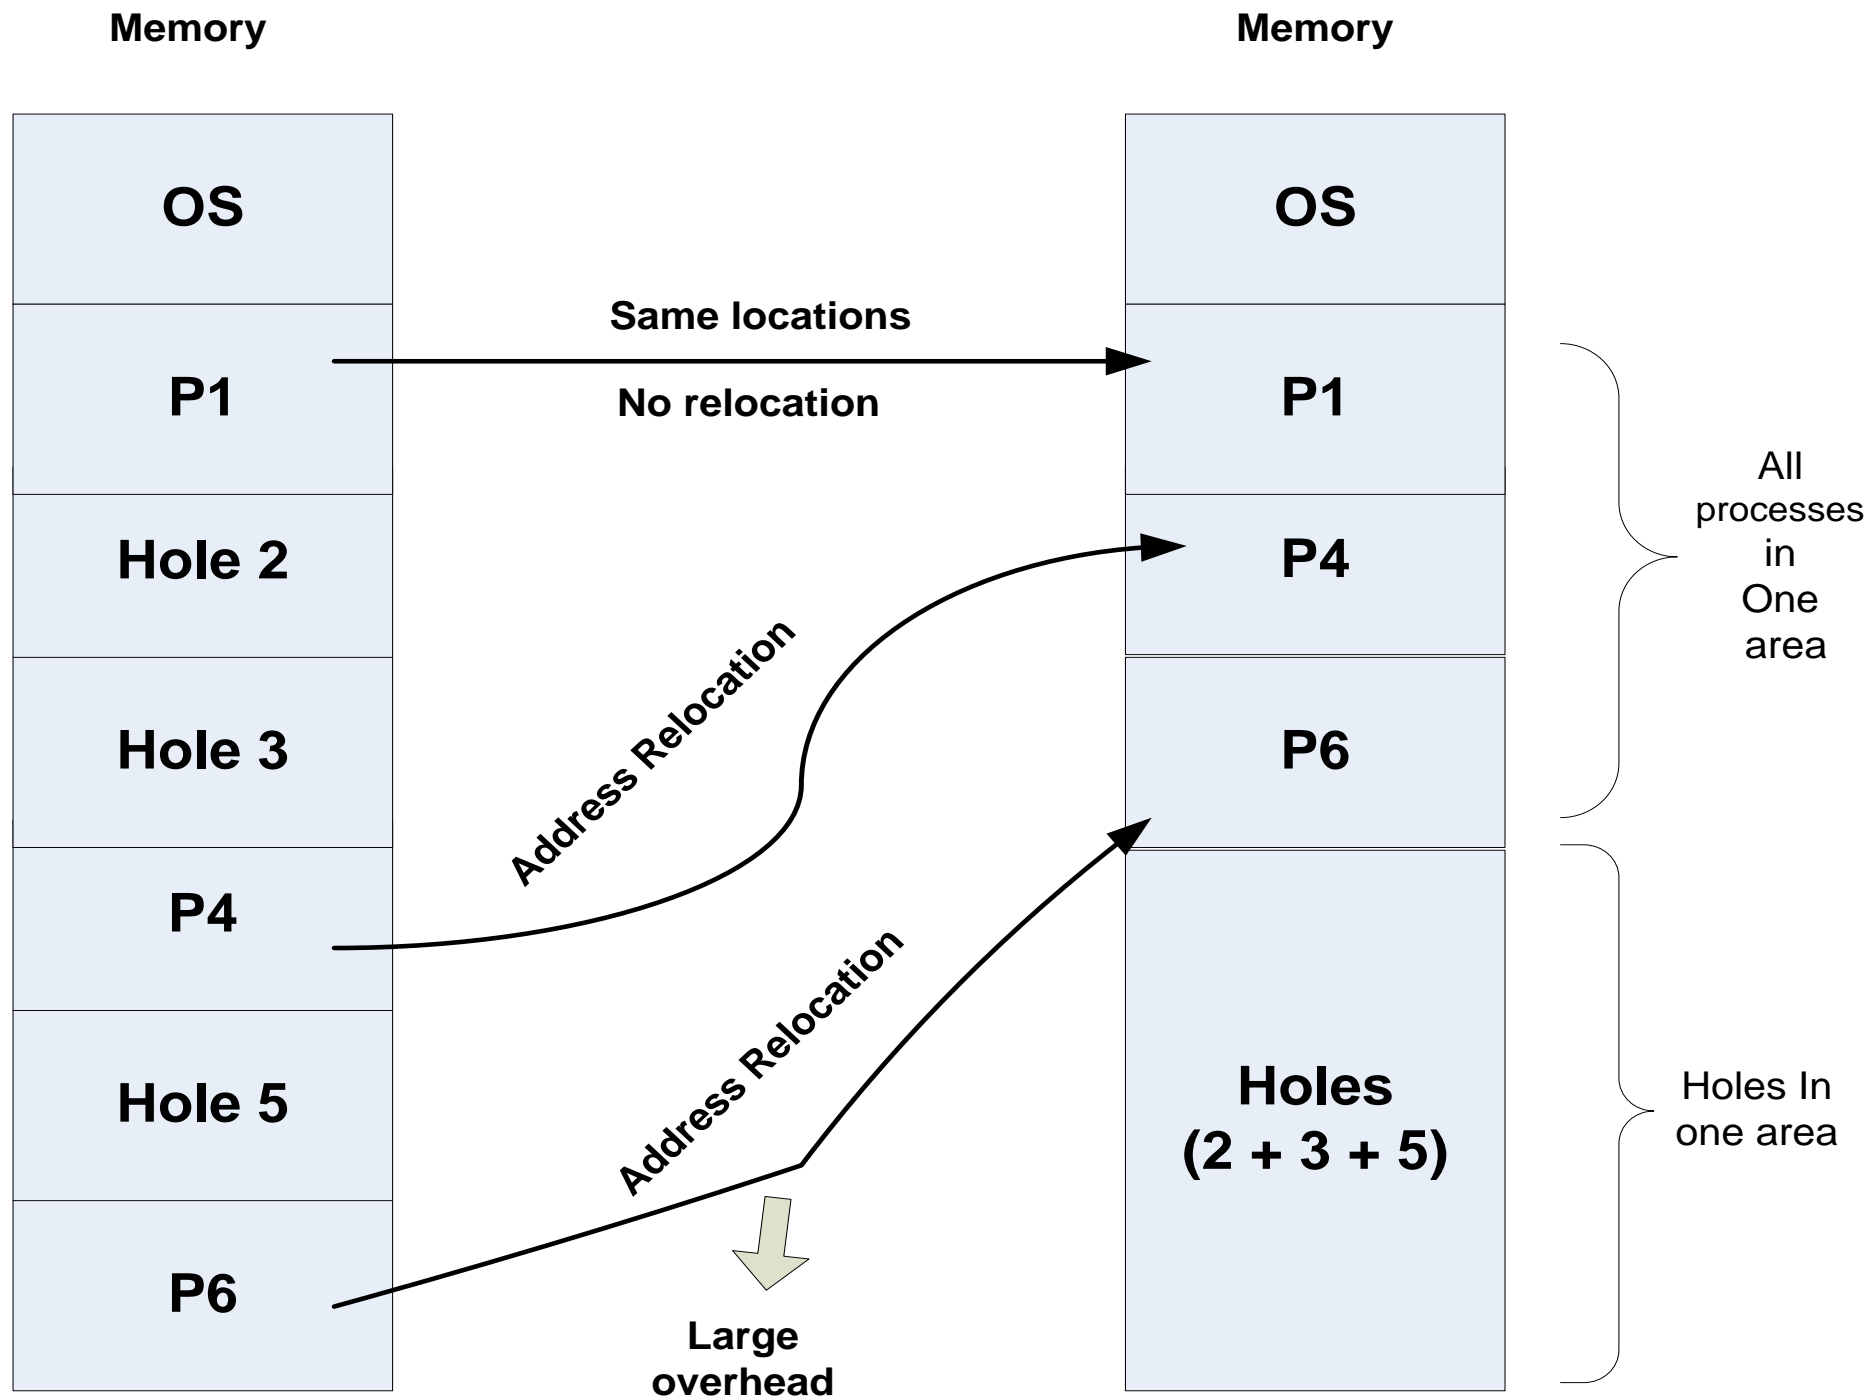 Memory
OS
P1
Hole 2
Hole 3
P4
Hole 5
P6
Same locations
No relocation
Address Relocation
Address Relocation
Large
overhead
Memory
OS
P1
P4
P6
Holes
(2 + 3 + 5)
All
processes
in
One
area
Holes In
one area